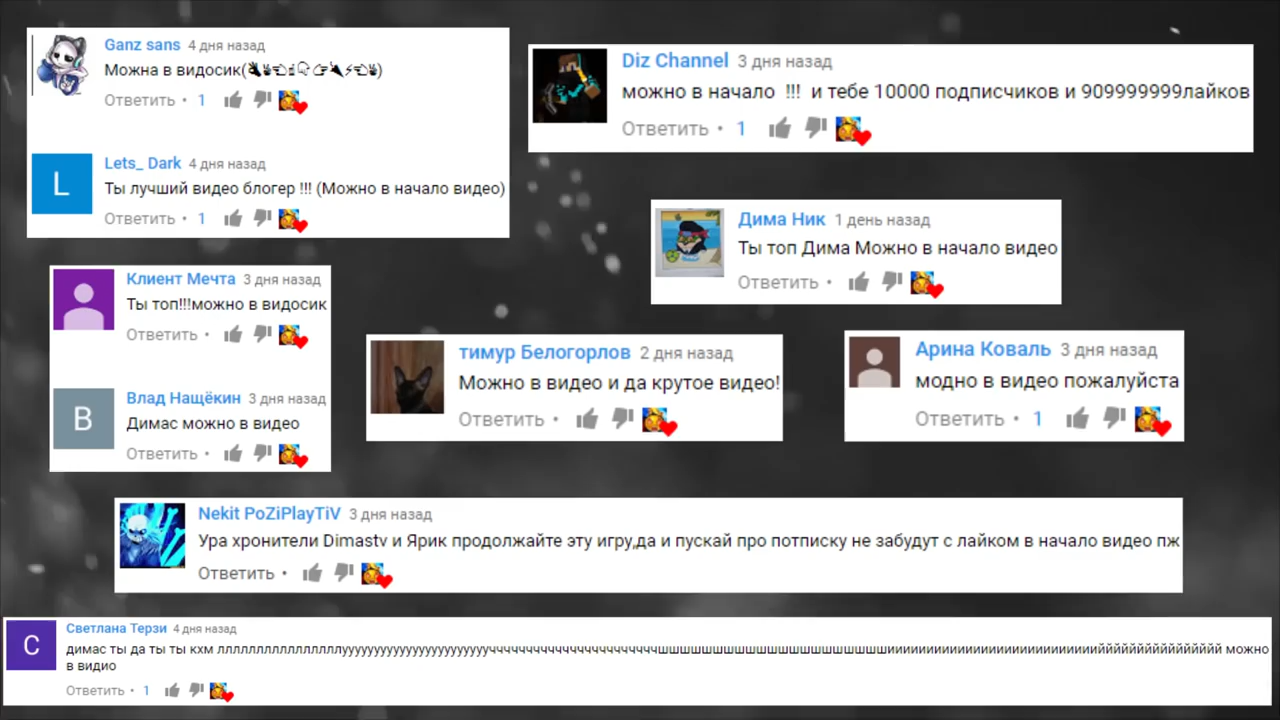 Ganz sans 4 дня назад
Можна в видосик(
Ответить • 1
Lets_ Dark 4 дня назад
L
Ты лучший видео блогер !!! (Можно в начало видео)
Ответить • 1
Diz Channel 3 дня назад
можно в начало !!! и тебе 10000 подписчиков и 909999999лайков
Ответить • 1
Дима Ник 1 день назад
Ты топ Дима Можно в начало видео
Ответить •
Клиент Мечта 3 дня назад
Ты топ!!!можно в видосик
Ответить •
Влад Нащёкин 3 дня назад
В
Димас можно в видео
Ответить •
тимур Белогорлов 2 дня назад
Можно в видео и да крутое видео!
Ответить •
Арина Коваль 3 дня назад
модно в видео пожалуйста
Ответить • 1
Nekit PoZiPlayTiV 3 дня назад
Ура хронители Dimastv и Ярик продолжайте эту игру,да и пускай про потписку не забудут с лайком в начало видео пж
Ответить •
Светлана Терзи 4 дня назад
С
димас ты да ты ты кхм ллллллллллллллллууууууууууууууууууууууучччччччччччччччччччччччшшшшшшшшшшшшшшшшшшииииииииииииииииииииииииииййййййййййййййй можно
в видио
Ответить • 1